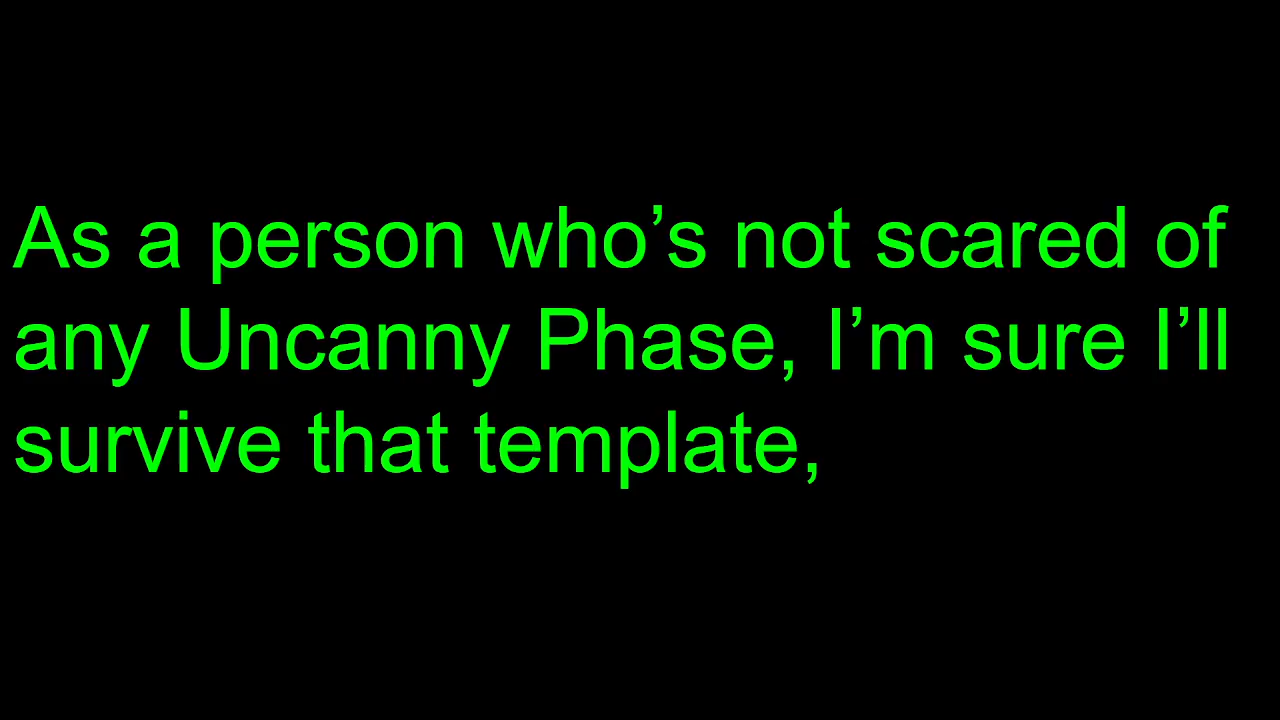 As a person who’s not scared of
any Uncanny Phase, I’m sure I’ll
survive that template,